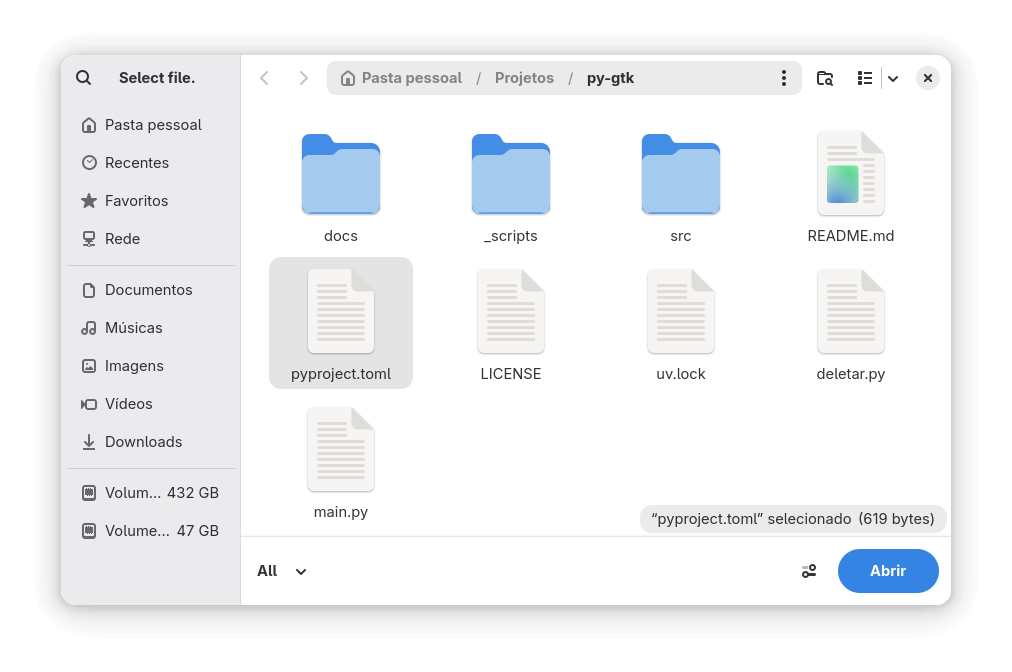 Select file.
Pasta pessoal / Projetos / py-gtk
Pasta pessoal
Recentes
Favoritos
Rede
Documentos
Músicas
Imagens
Vídeos
Downloads
Volum... 432 GB
Volume... 47 GB
docs
_scripts
src
README.md
pyproject.toml
LICENSE
uv.lock
deletar.py
main.py
“pyproject.toml” selecionado (619 bytes)
All
Abrir